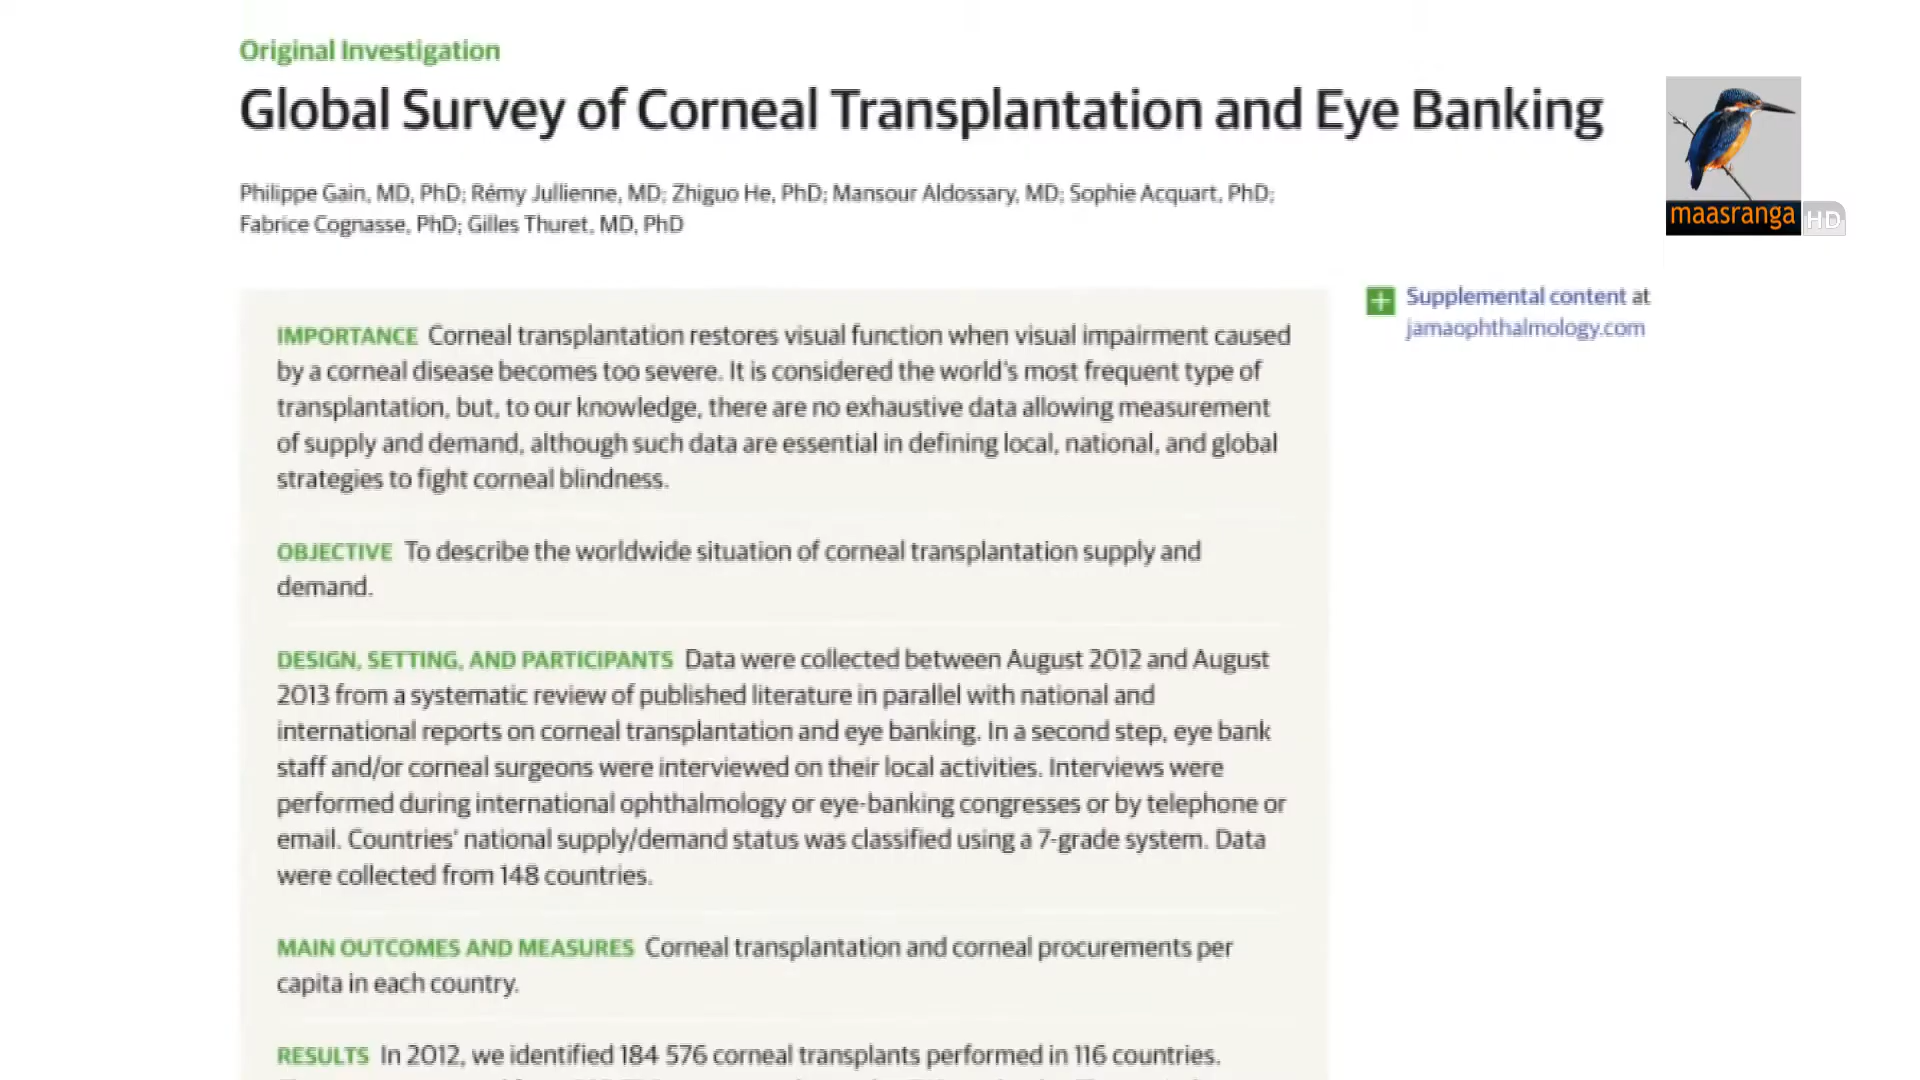 Original Investigation
Global Survey of Corneal Transplantation and Eye Banking
Philippe Gain, MD, PhD; Rémy Jullienne, MD; Zhiguo He, PhD; Mansour Aldossary, MD; Sophie Acquart, PhD;
Fabrice Cognasse, PhD; Gilles Thuret, MD, PhD
maasranga HD
Supplemental content at
jamaophthalmology.com
IMPORTANCE Corneal transplantation restores visual function when visual impairment caused
by a corneal disease becomes too severe. It is considered the world's most frequent type of
transplantation, but, to our knowledge, there are no exhaustive data allowing measurement
of supply and demand, although such data are essential in defining local, national, and global
strategies to fight corneal blindness.
OBJECTIVE To describe the worldwide situation of corneal transplantation supply and
demand.
DESIGN, SETTING, AND PARTICIPANTS Data were collected between August 2012 and August
2013 from a systematic review of published literature in parallel with national and
international reports on corneal transplantation and eye banking. In a second step, eye bank
staff and/or corneal surgeons were interviewed on their local activities. Interviews were
performed during international ophthalmology or eye-banking congresses or by telephone or
email. Countries' national supply/demand status was classified using a 7-grade system. Data
were collected from 148 countries.
MAIN OUTCOMES AND MEASURES Corneal transplantation and corneal procurements per
capita in each country.
RESULTS In 2012, we identified 184 576 corneal transplants performed in 116 countries.